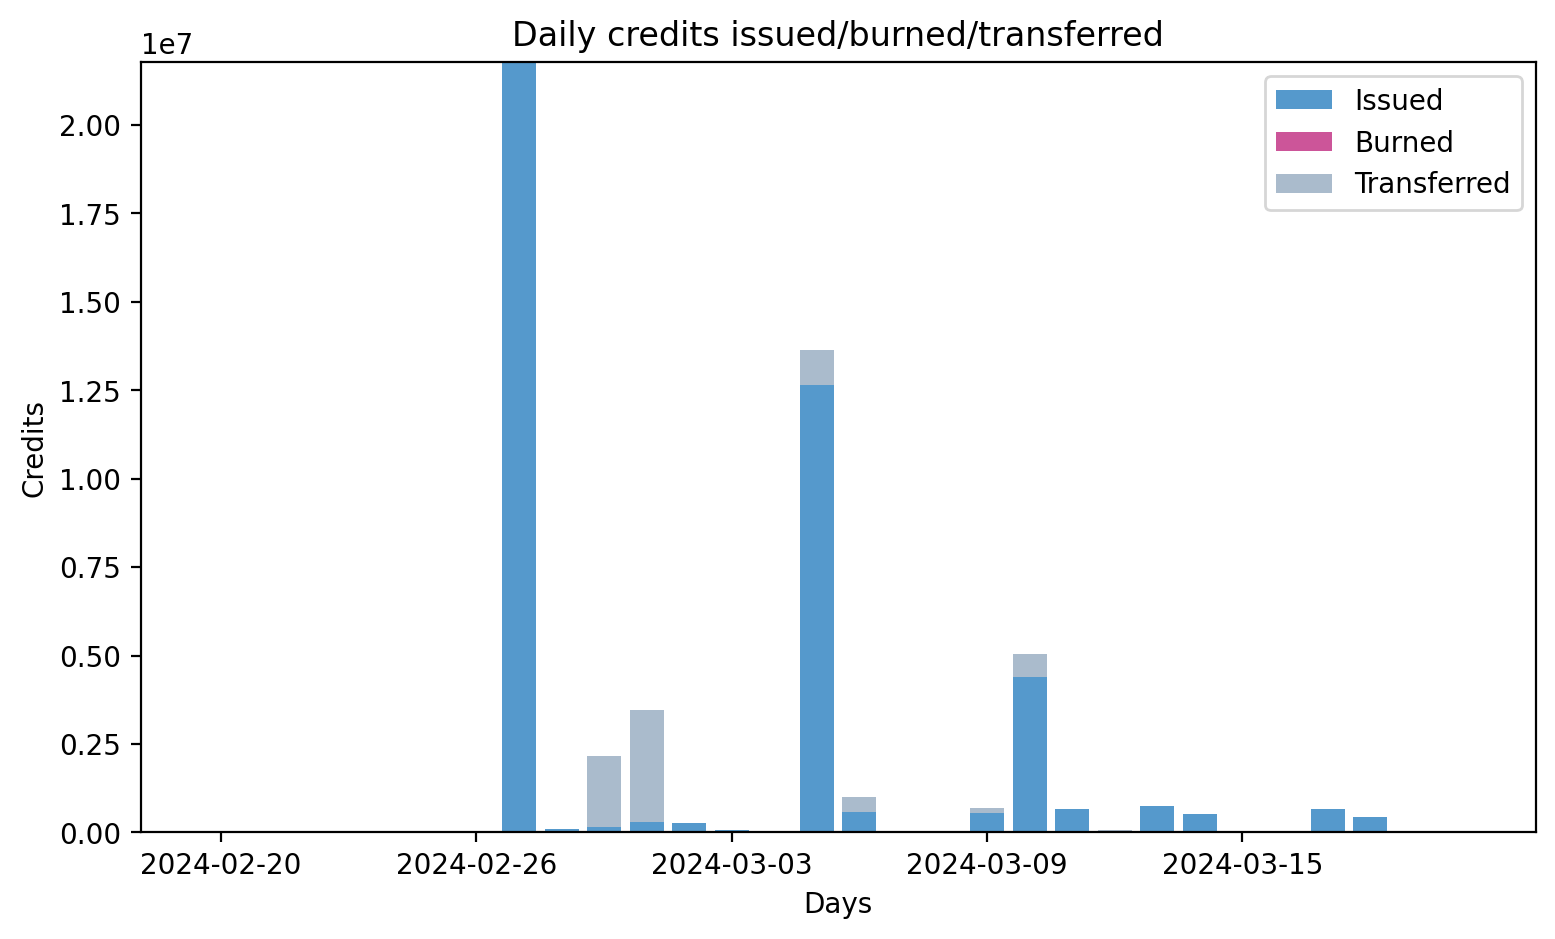 Daily credits issued/burned/transferred
1e7
Issued
Burned
Transferred
2.00
1.75
1.50
1.25
1.00
0.75
0.50
0.25
0.00
Credits
2024-02-20 2024-02-26 2024-03-03 2024-03-09 2024-03-15
Days